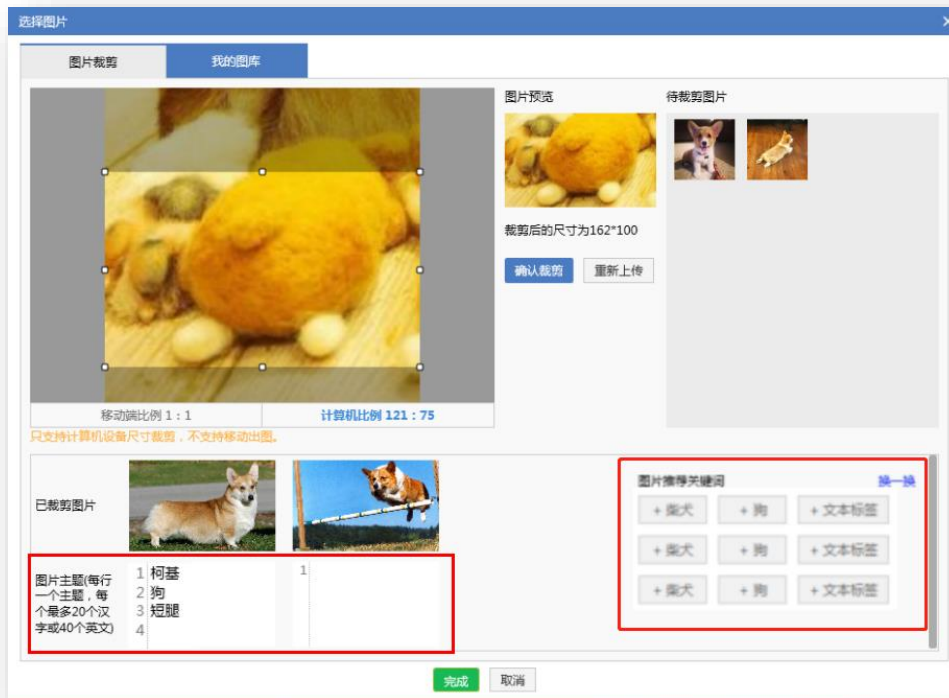 选择图片
图片裁剪 我的图库
图片预览 待裁剪图片
裁剪后的尺寸为162*100
确认裁剪 重新上传
移动端比例 1：1 计算机比例 121：75
只支持计算机设备尺寸裁剪，不支持移动出图。
已裁剪图片
图片推荐关键词 换一换
+ 柴犬 + 狗 + 文本标签
+ 柴犬 + 狗 + 文本标签
+ 柴犬 + 狗 + 文本标签
图片主题(每行
一个主题，每
个最多20个汉
字或40个英文)
1 柯基
2 狗
3 短腿
4
1
完成 取消